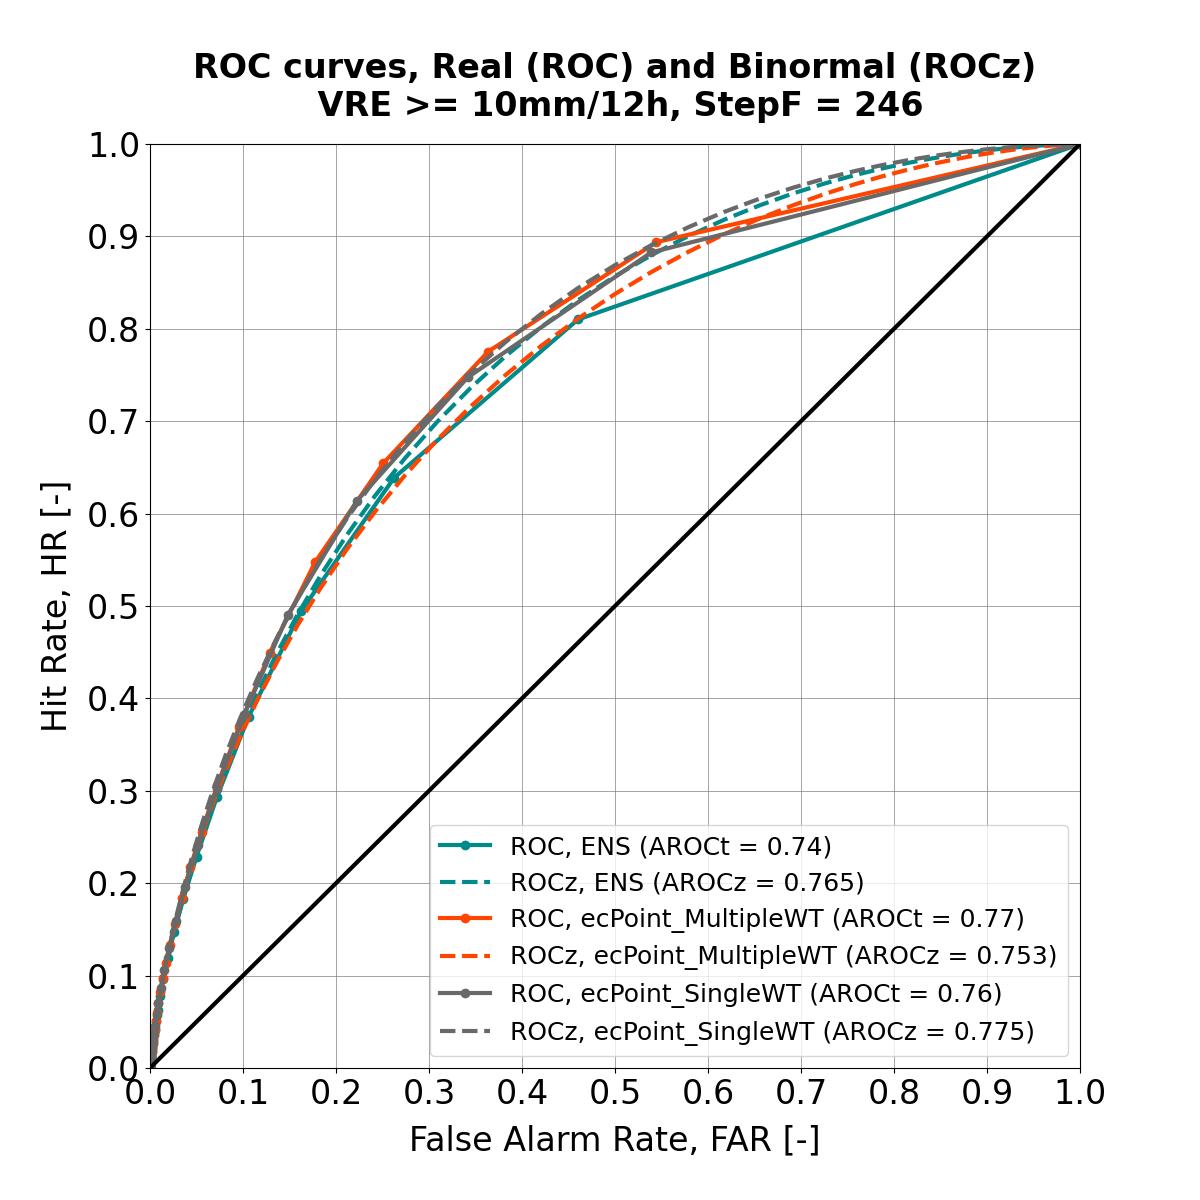 ROC curves, Real (ROC) and Binormal (ROCz)
VRE >= 10mm/12h, StepF = 246
1.0
0.9
0.8
0.7
0.6
0.5
0.4
0.3
0.2
0.1
0.0
Hit Rate, HR [-]
ROC, ENS (AROCt = 0.74)
ROCz, ENS (AROCz = 0.765)
ROC, ecPoint_MultipleWT (AROCt = 0.77)
ROCz, ecPoint_MultipleWT (AROCz = 0.753)
ROC, ecPoint_SingleWT (AROCt = 0.76)
ROCz, ecPoint_SingleWT (AROCz = 0.775)
0.0 0.1 0.2 0.3 0.4 0.5 0.6 0.7 0.8 0.9 1.0
False Alarm Rate, FAR [-]